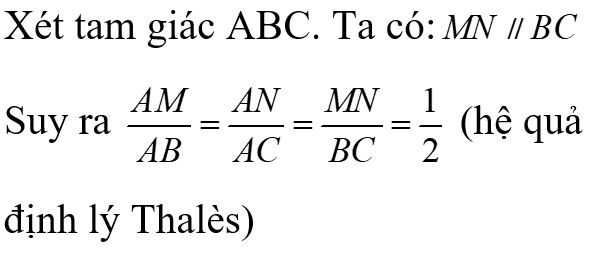 Xét tam giác ABC. Ta có: MN // BC
Suy ra AM/AB = AN/AC = MN/BC = 1/2 (hệ quả
định lý Thalès)